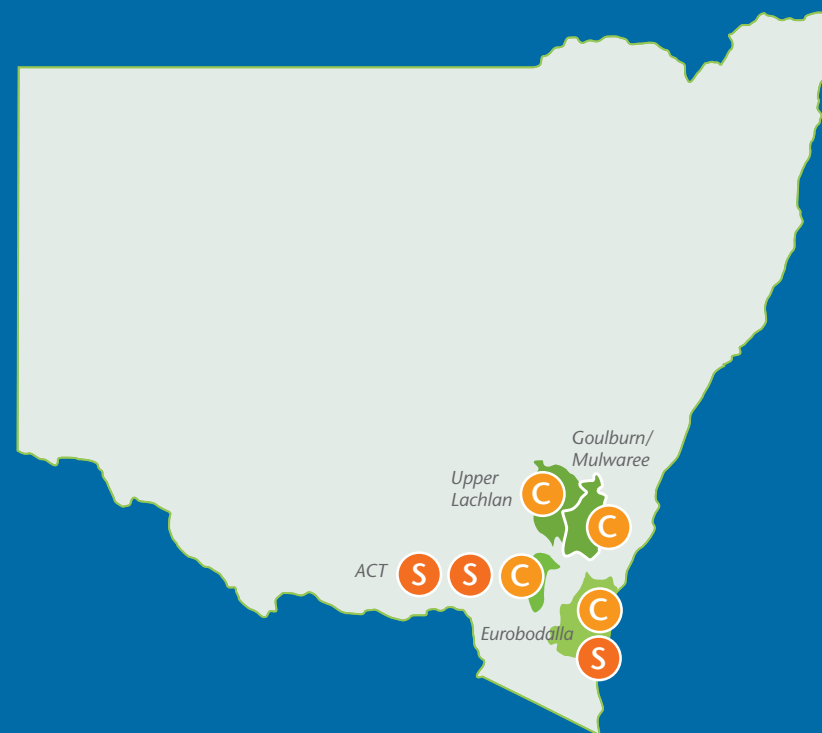 Goulburn/
Mulwaree
Upper
Lachlan
C
C
ACT
S
S
C
C
Eurobodalla
S